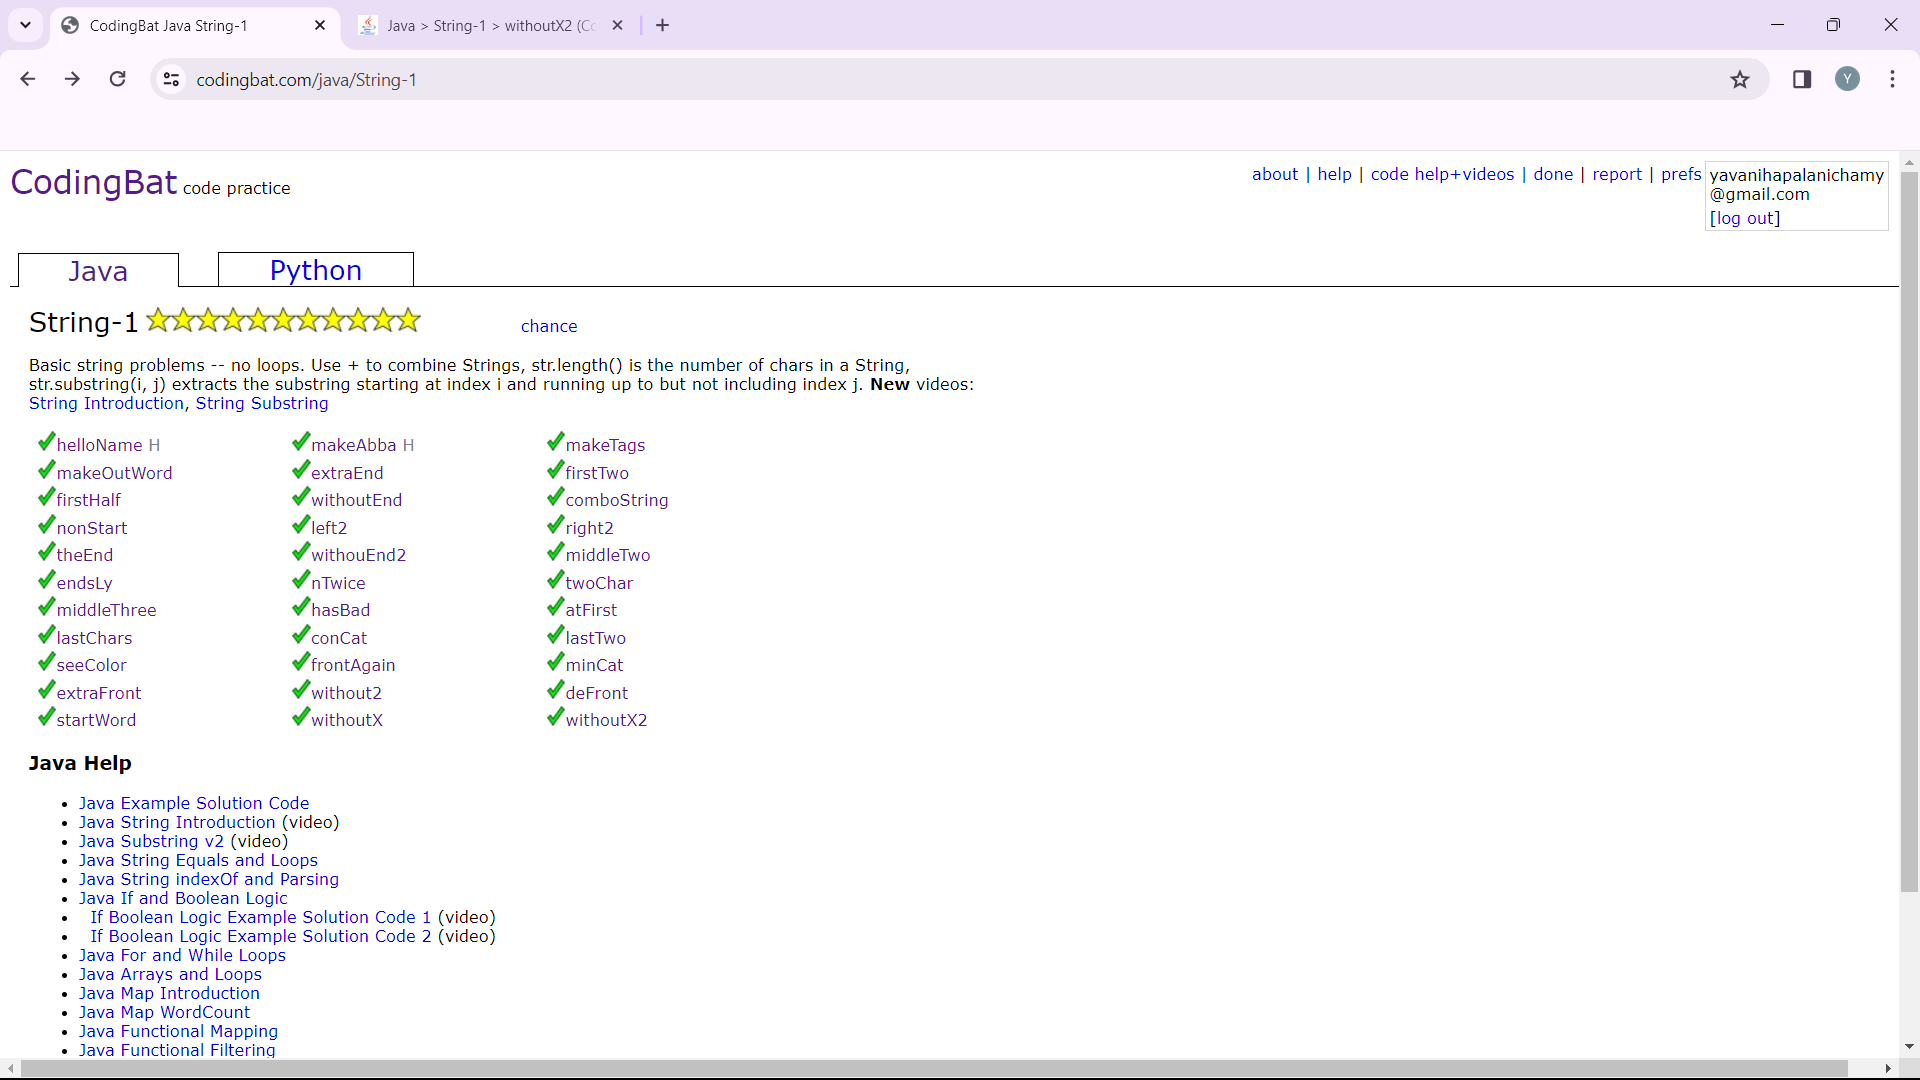 CodingBat Java String-1
Java > String-1 > withoutX2 (Co
codingbat.com/java/String-1
Y
CodingBat code practice
about | help | code help+videos | done | report | prefs
yavanihapalanichamy
@gmail.com
[log out]
Java
Python
String-1
chance
Basic string problems -- no loops. Use + to combine Strings, str.length() is the number of chars in a String,
str.substring(i, j) extracts the substring starting at index i and running up to but not including index j. New videos:
String Introduction, String Substring
helloName H makeAbba H makeTags
makeOutWord extraEnd firstTwo
firstHalf withoutEnd comboString
nonStart left2 right2
theEnd withouEnd2 middleTwo
endsLy nTwice twoChar
middleThree hasBad atFirst
lastChars conCat lastTwo
seeColor frontAgain minCat
extraFront without2 deFront
startWord withoutX withoutX2
Java Help
• Java Example Solution Code
• Java String Introduction (video)
• Java Substring v2 (video)
• Java String Equals and Loops
• Java String indexOf and Parsing
• Java If and Boolean Logic
• If Boolean Logic Example Solution Code 1 (video)
• If Boolean Logic Example Solution Code 2 (video)
• Java For and While Loops
• Java Arrays and Loops
• Java Map Introduction
• Java Map WordCount
• Java Functional Mapping
• Java Functional Filtering